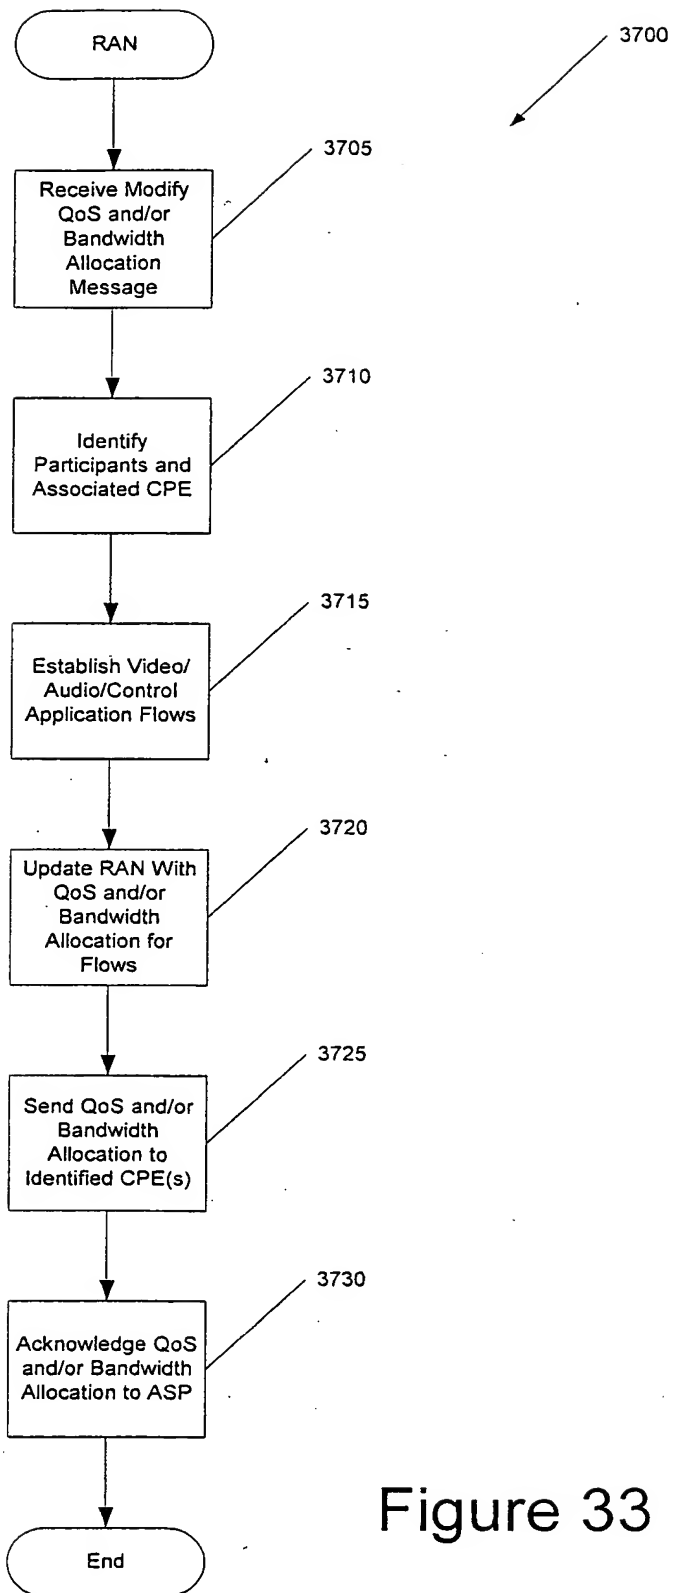 RAN
3700
3705
Receive Modify
QoS and/or
Bandwidth
Allocation
Message
3710
Identify
Participants and
Associated CPE
3715
Establish Video/
Audio/Control
Application Flows
3720
Update RAN With
QoS and/or
Bandwidth
Allocation for
Flows
3725
Send QoS and/or
Bandwidth
Allocation to
Identified CPE(s)
3730
Acknowledge QoS
and/or Bandwidth
Allocation to ASP
End
Figure 33